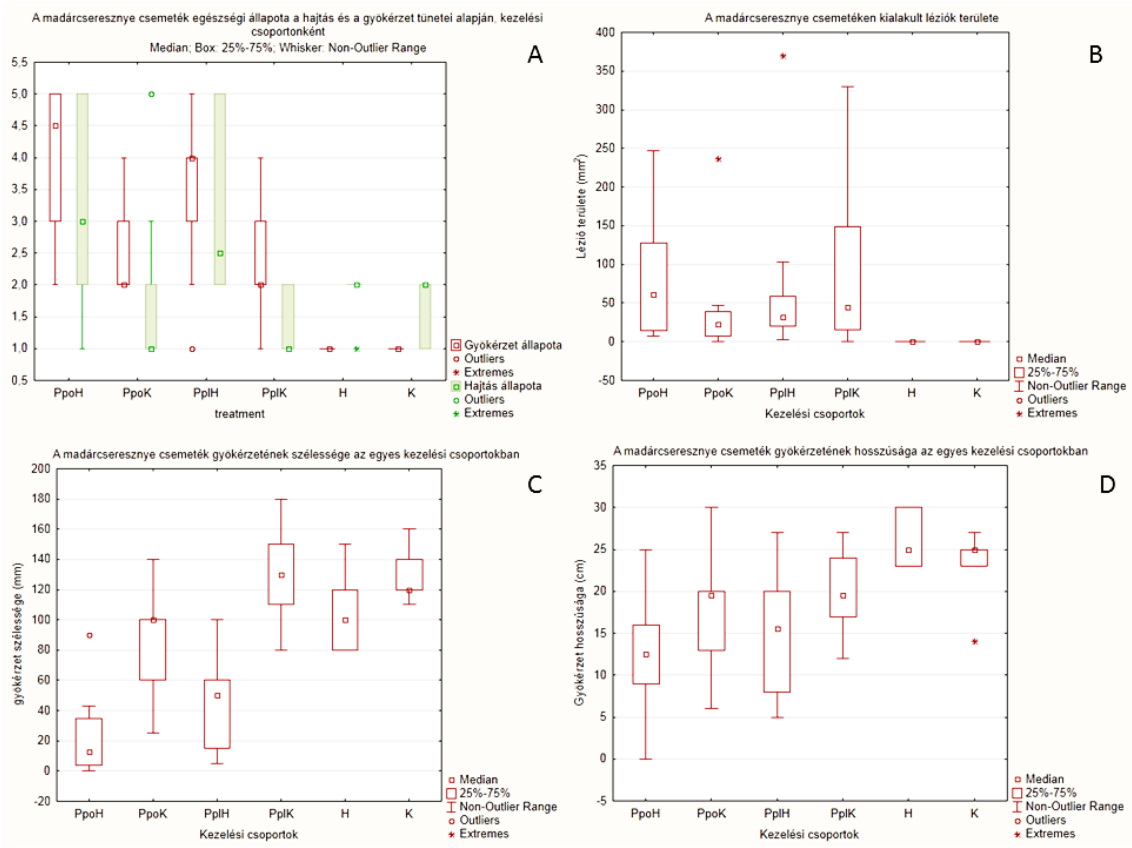 A madárcseresznye csemeték egészségi állapota a hajtás és a gyökérzet tünetei alapján, kezelési
csoportonként
Median; Box: 25%-75%; Whisker: Non-Outlier Range
A
5.5
5.0
4.5
4.0
3.5
3.0
2.5
2.0
1.5
1.0
0.5
PpoH PpoK PplH PplK H K
treatment
Gyökérzet állapota
Outliers
Extremes
Hajtás állapota
Outliers
Extremes
A madárcseresznye csemetéken kialakult léziók területe
B
Lézió területe (mm²)
400
350
300
250
200
150
100
50
0
-50
PpoH PpoK PplH PplK H K
Kezelési csoportok
Median
25%-75%
Non-Outlier Range
Outliers
Extremes
A madárcseresznye csemeték gyökérzetének szélessége az egyes kezelési csoportokban
C
gyökérzet szélessége (mm)
200
180
160
140
120
100
80
60
40
20
0
-20
PpoH PpoK PplH PplK H K
Kezelési csoportok
Median
25%-75%
Non-Outlier Range
Outliers
Extremes
A madárcseresznye csemeték gyökérzetének hosszúsága az egyes kezelési csoportokban
D
Gyökérzet hosszúsága (cm)
35
30
25
20
15
10
5
0
-5
PpoH PpoK PplH PplK H K
Kezelési csoportok
Median
25%-75%
Non-Outlier Range
Outliers
Extremes